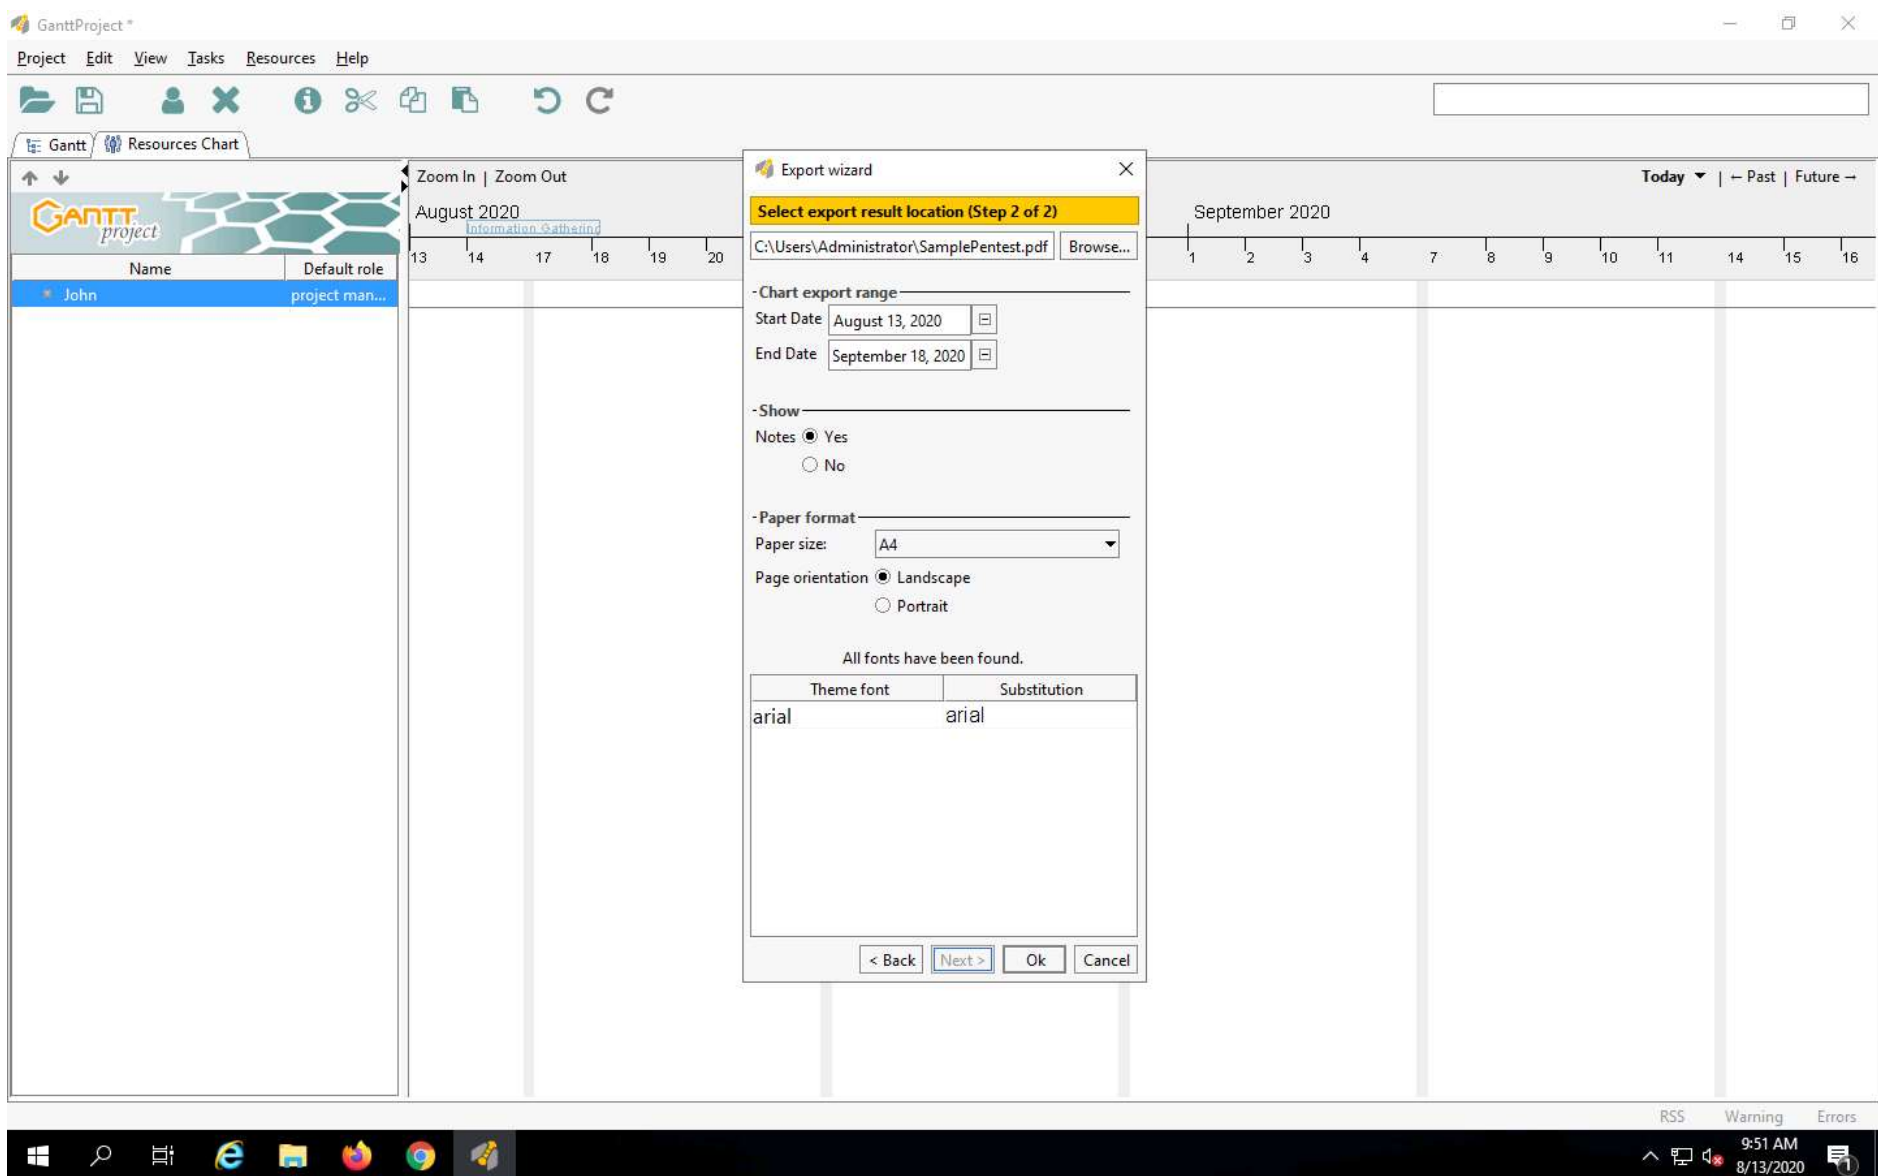 GanttProject *
Project Edit View Tasks Resources Help
Gantt Resources Chart
Zoom In | Zoom Out
Today | ← Past | Future →
GANTT project
August 2020
September 2020
Information Gathering
13 14 17 18 19 20
1 2 3 4 7 8 9 10 11 14 15 16
Name Default role
John project man...
Export wizard
Select export result location (Step 2 of 2)
C:\Users\Administrator\SamplePentest.pdf Browse...
Chart export range
Start Date August 13, 2020
End Date September 18, 2020
Show
Notes Yes
No
Paper format
Paper size: A4
Page orientation Landscape
Portrait
All fonts have been found.
Theme font Substitution
arial arial
< Back Next > Ok Cancel
RSS Warning Errors
9:51 AM
8/13/2020
1